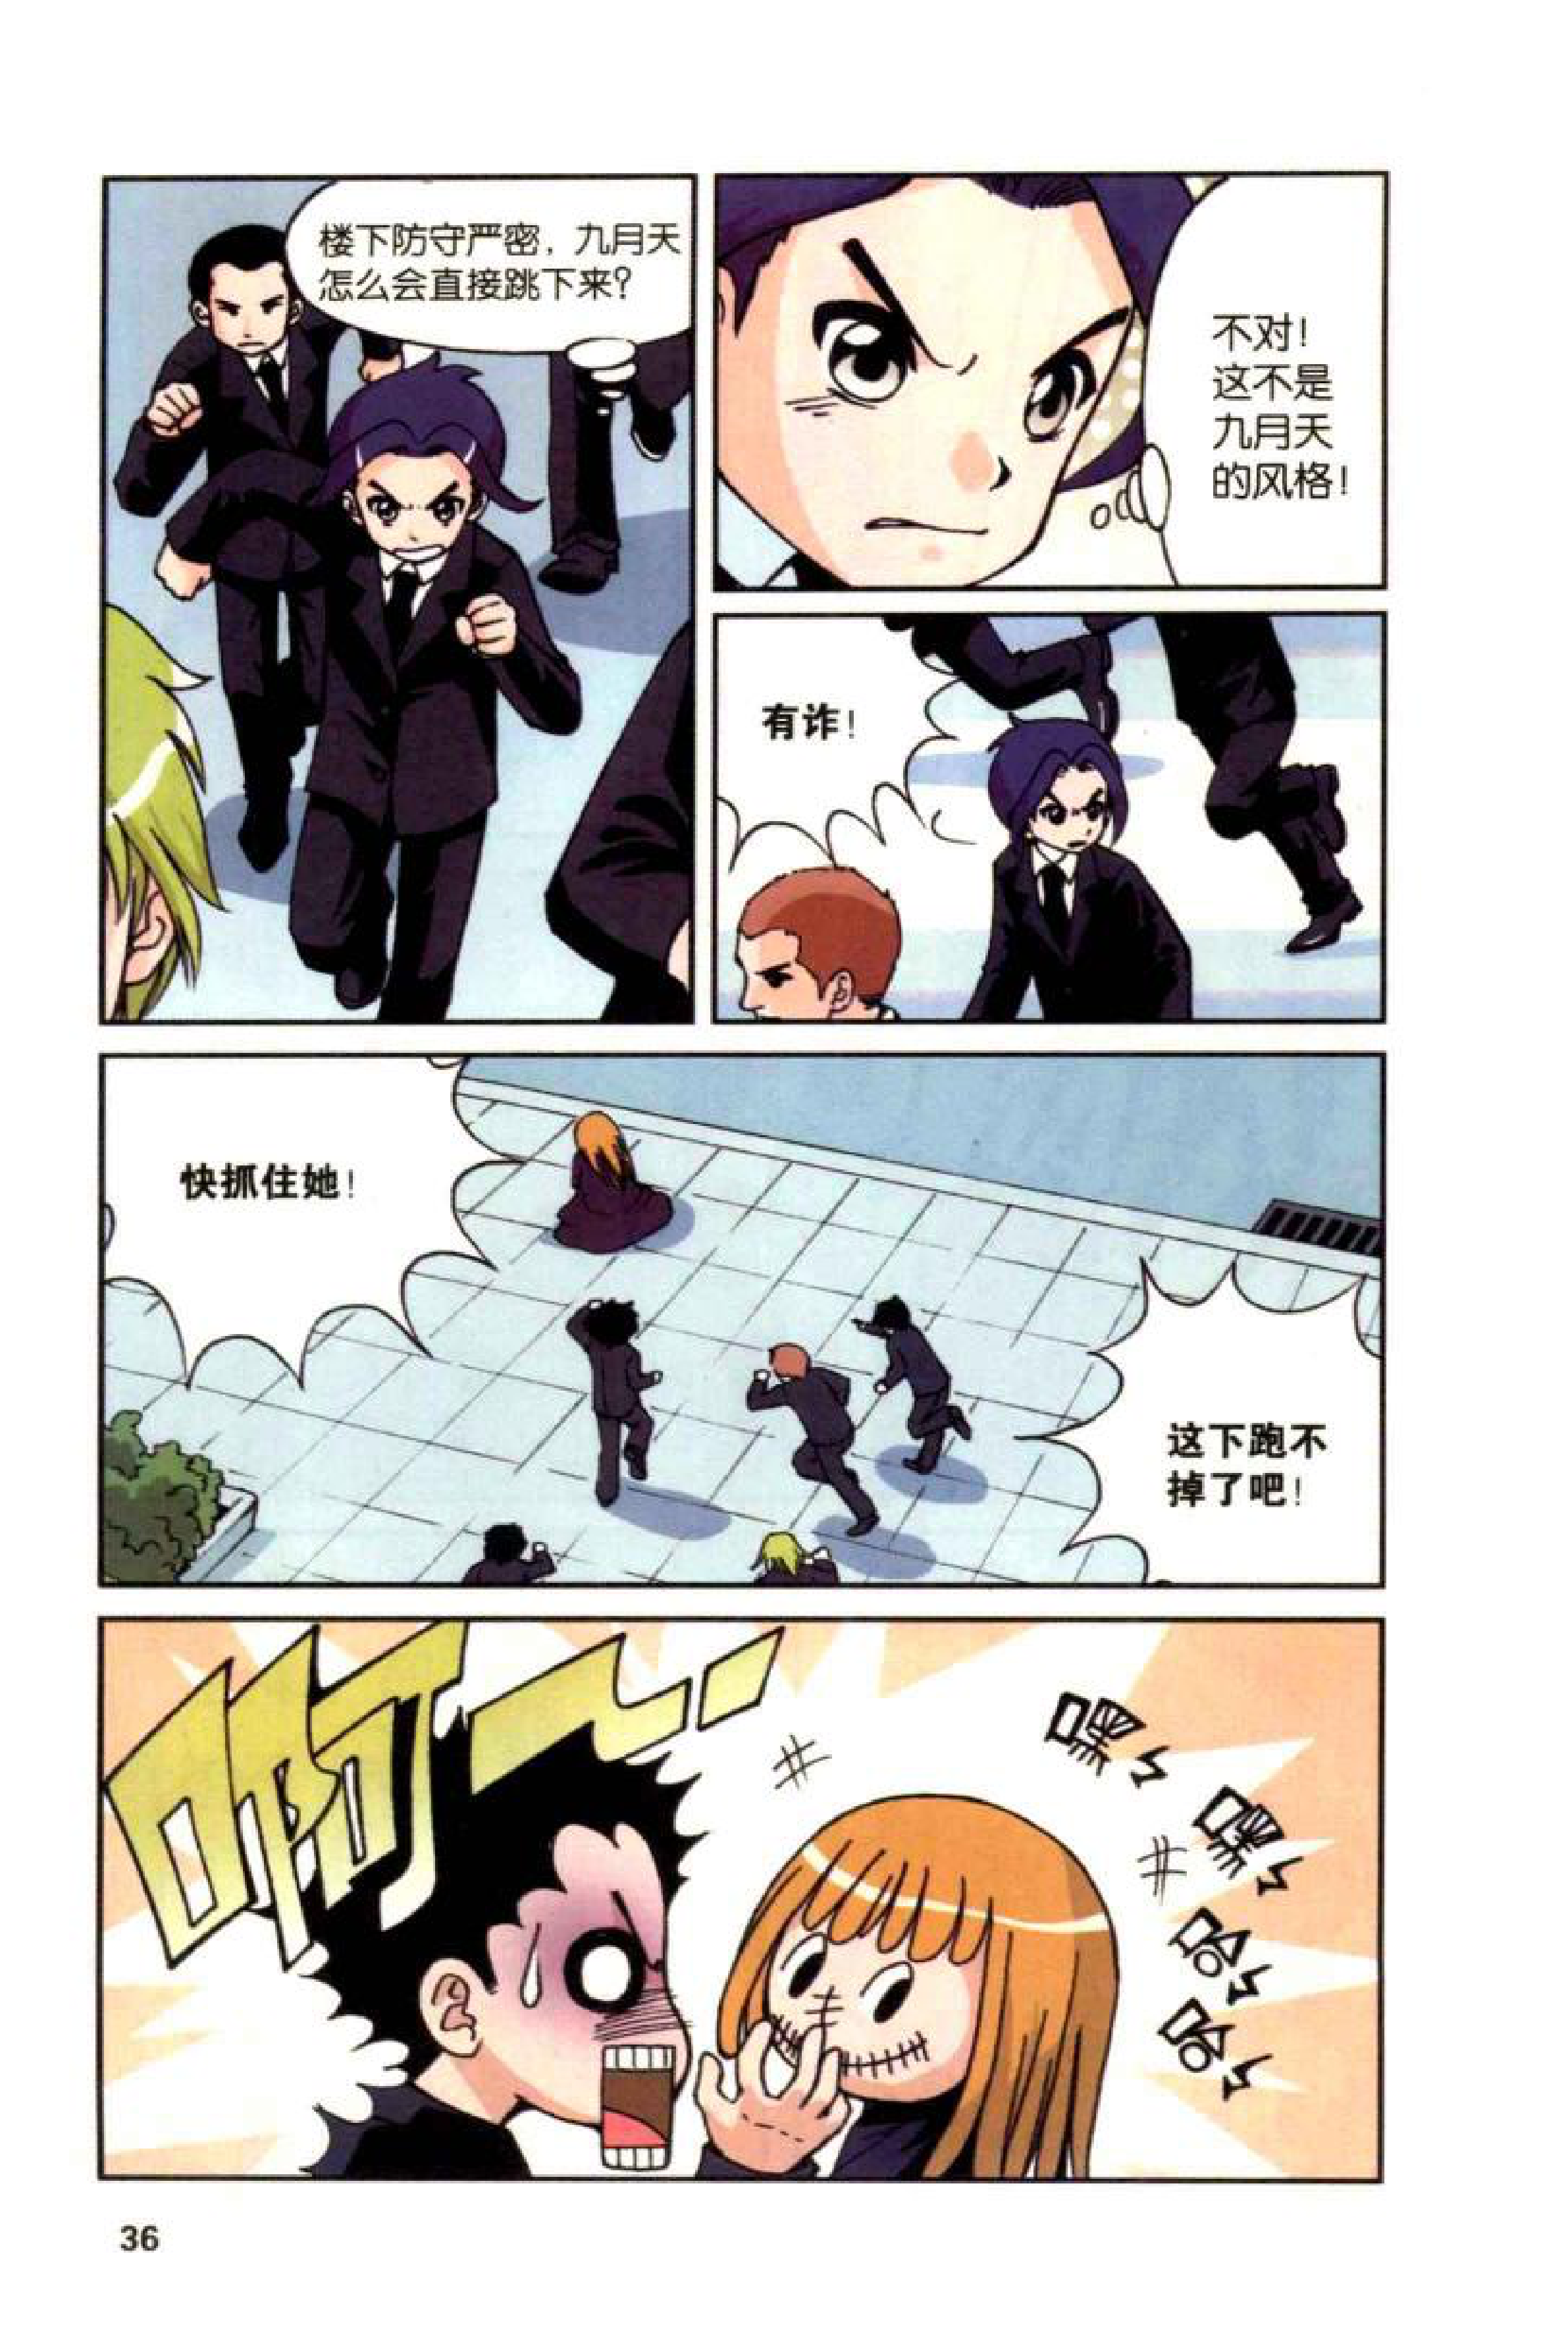 楼下防守严密，九月天
怎么会直接跳下来？
不对！
这不是
九月天
的风格！
有诈！
快抓住她！
这下跑不
掉了吧！
啊～
嘿
嘿
哈
哈
36